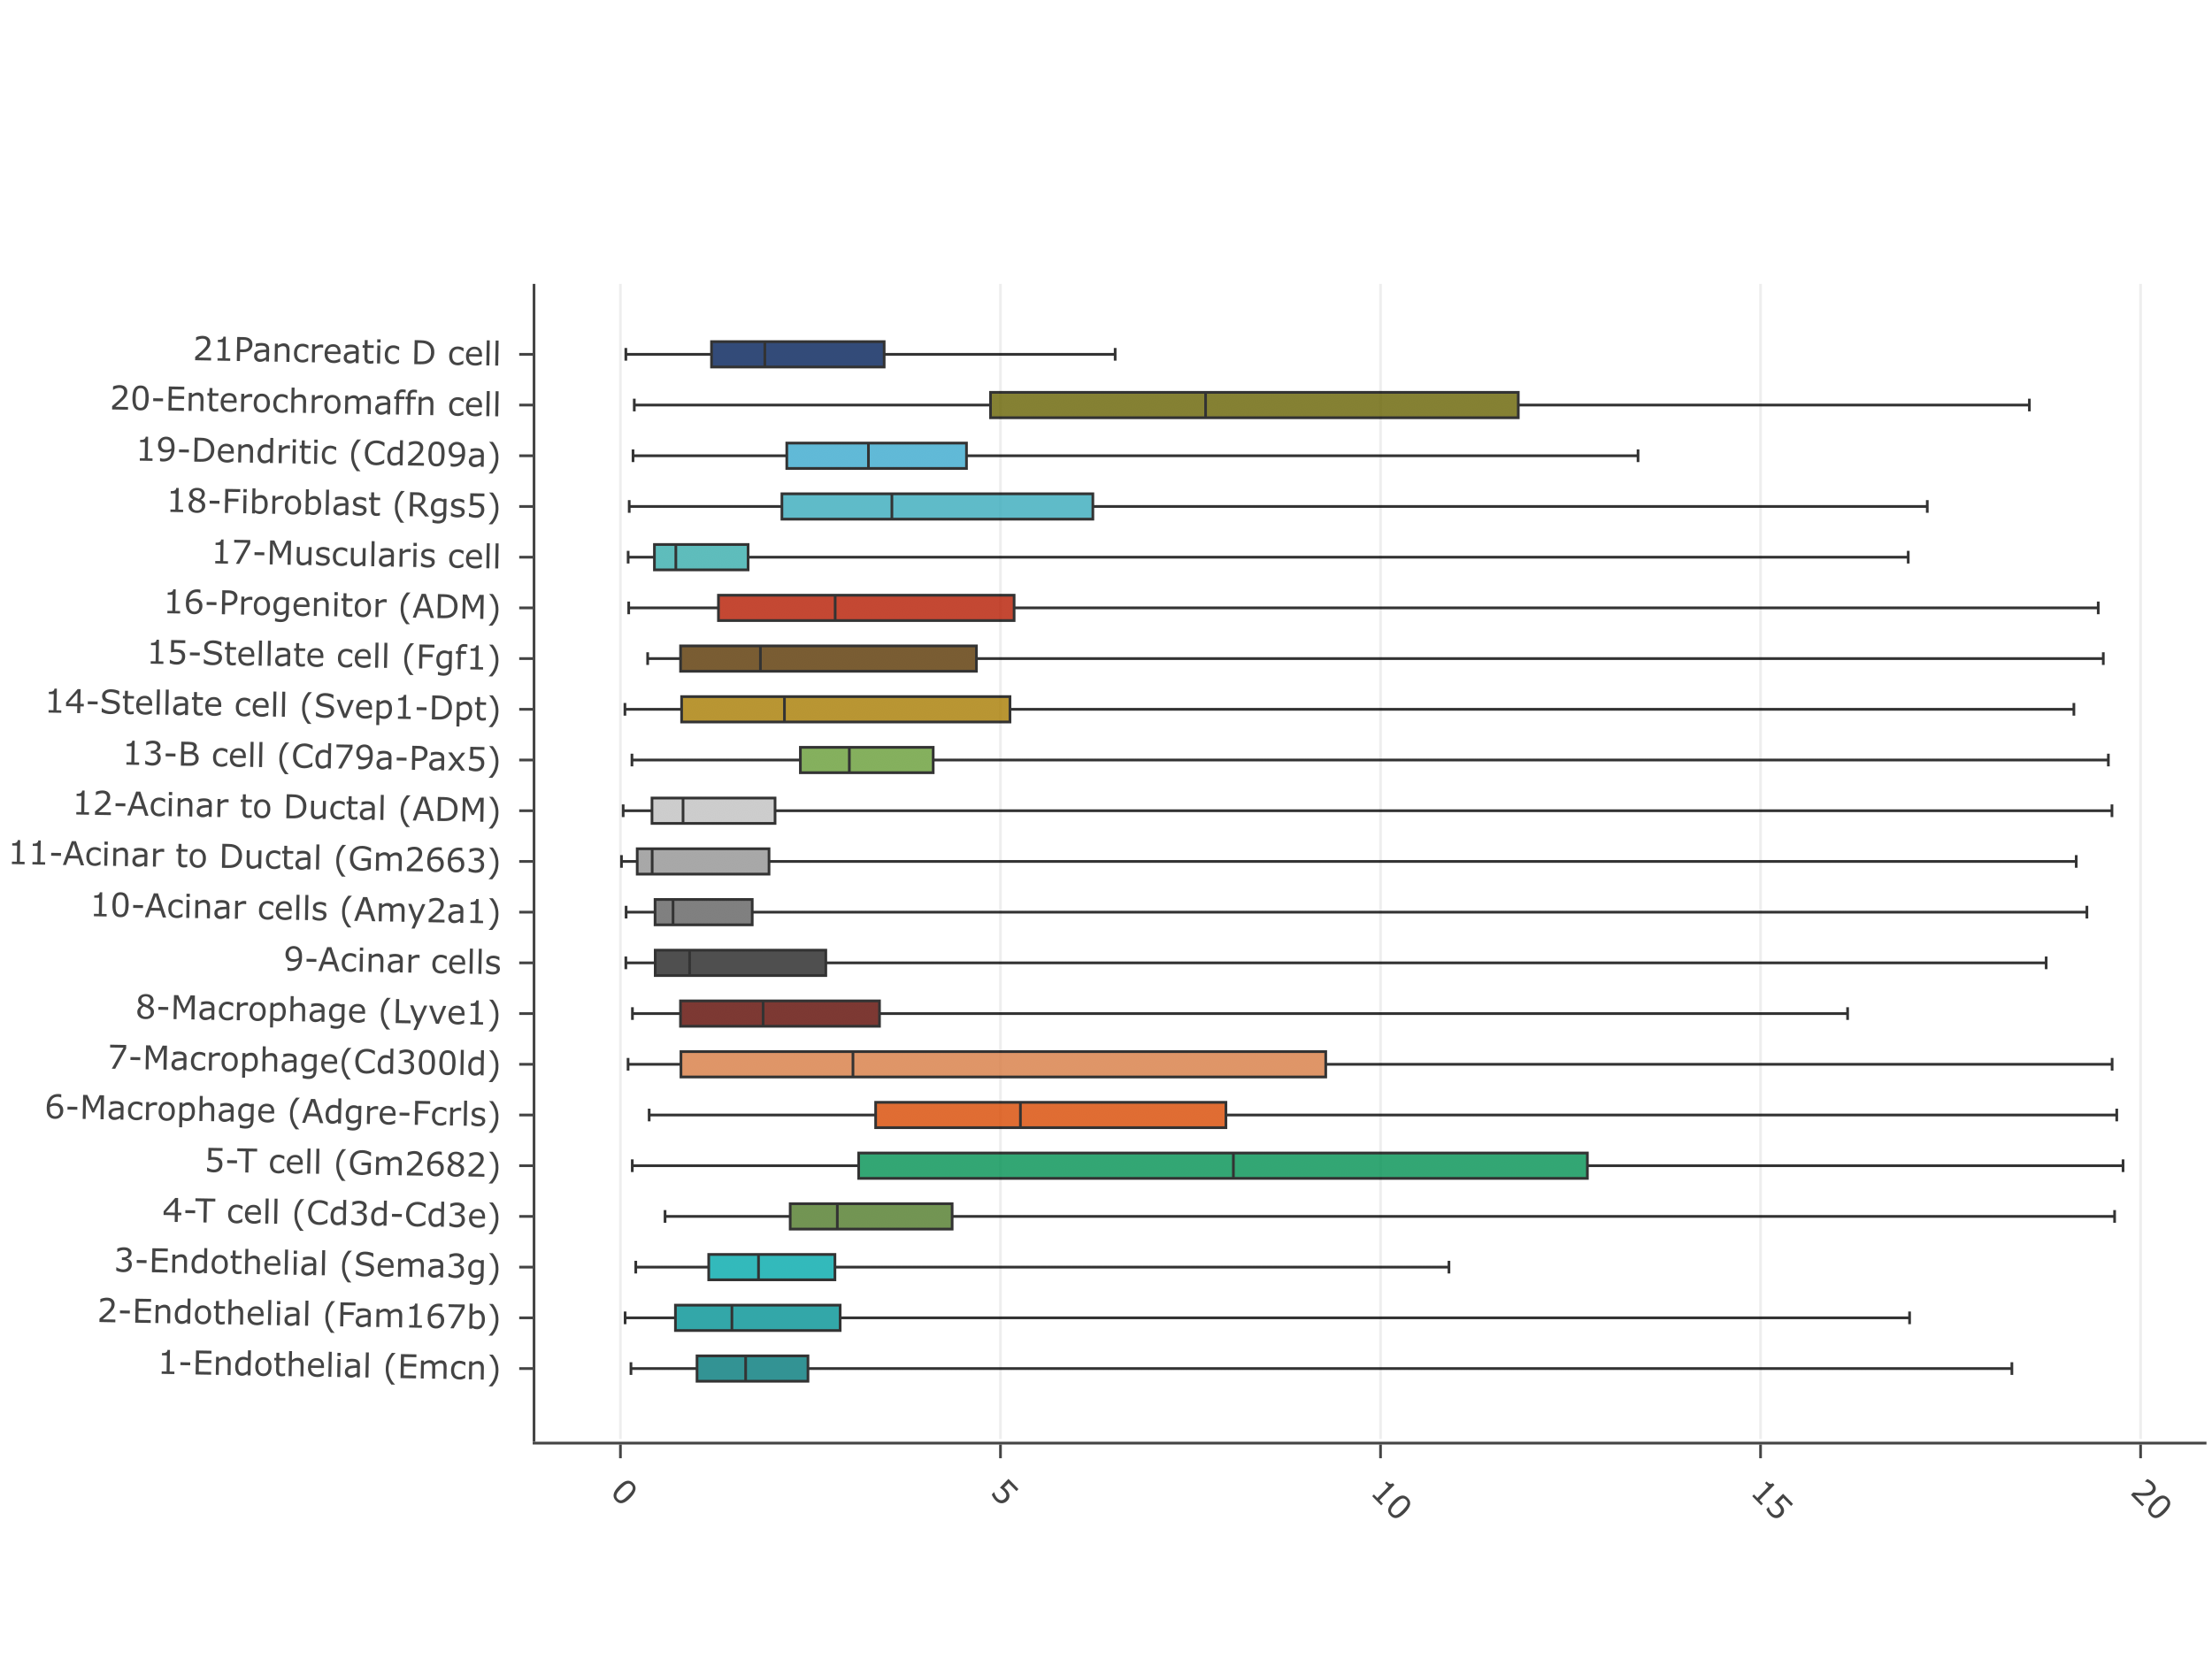 21Pancreatic D cell
20-Enterochromaffn cell
19-Dendritic (Cd209a)
18-Fibroblast (Rgs5)
17-Muscularis cell
16-Progenitor (ADM)
15-Stellate cell (Fgf1)
14-Stellate cell (Svep1-Dpt)
13-B cell (Cd79a-Pax5)
12-Acinar to Ductal (ADM)
11-Acinar to Ductal (Gm2663)
10-Acinar cells (Amy2a1)
9-Acinar cells
8-Macrophage (Lyve1)
7-Macrophage(Cd300ld)
6-Macrophage (Adgre-Fcrls)
5-T cell (Gm2682)
4-T cell (Cd3d-Cd3e)
3-Endothelial (Sema3g)
2-Endothelial (Fam167b)
1-Endothelial (Emcn)
0 5 10 15 20